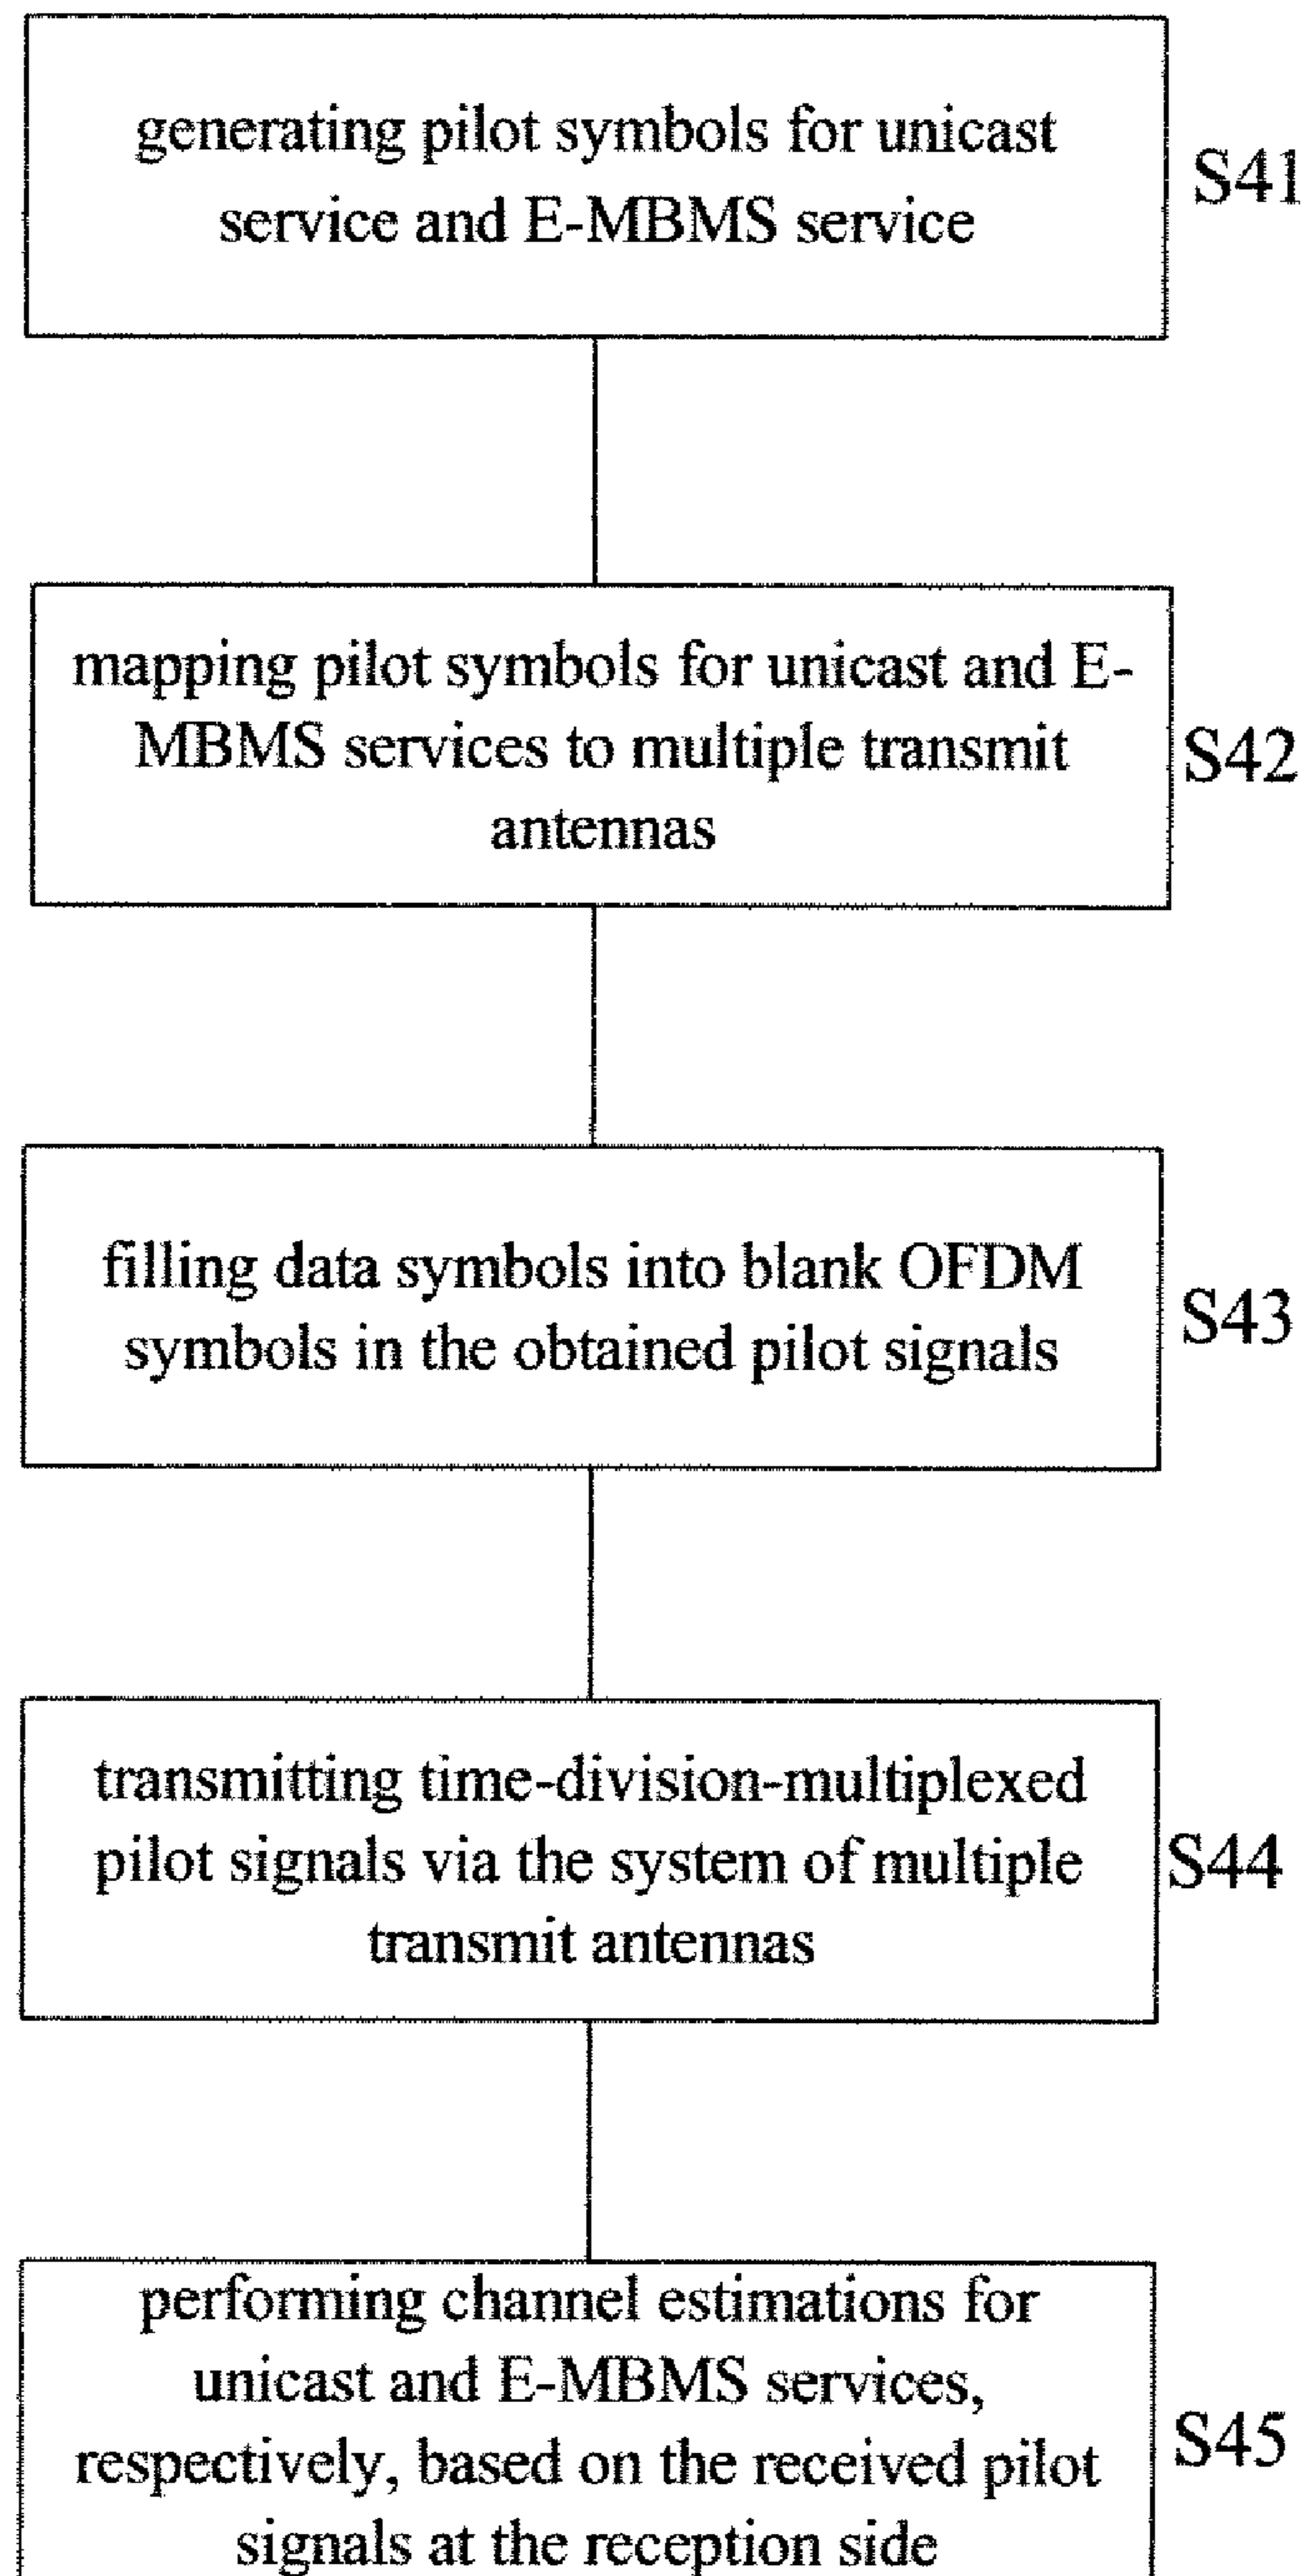 generating pilot symbols for unicast
service and E-MBMS service
S41
mapping pilot symbols for unicast and E-
MBMS services to multiple transmit
antennas
S42
filling data symbols into blank OFDM
symbols in the obtained pilot signals
S43
transmitting time-division-multiplexed
pilot signals via the system of multiple
transmit antennas
S44
performing channel estimations for
unicast and E-MBMS services,
respectively, based on the received pilot
signals at the reception side
S45